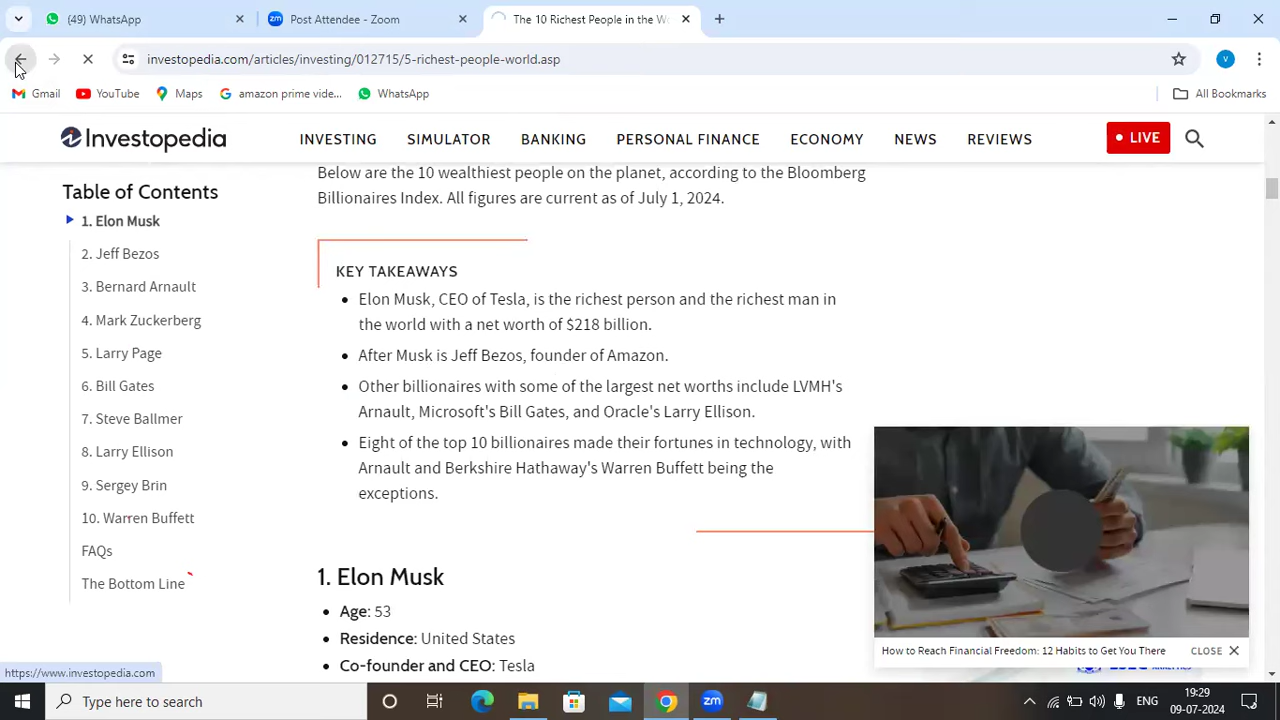 (49) WhatsApp
Post Attendee - Zoom
The 10 Richest People in the Wo
investopedia.com/articles/investing/012715/5-richest-people-world.asp
V
Gmail
YouTube
Maps
amazon prime vide...
WhatsApp
All Bookmarks
Investopedia
INVESTING
SIMULATOR
BANKING
PERSONAL FINANCE
ECONOMY
NEWS
REVIEWS
LIVE
Table of Contents
1. Elon Musk
2. Jeff Bezos
3. Bernard Arnault
4. Mark Zuckerberg
5. Larry Page
6. Bill Gates
7. Steve Ballmer
8. Larry Ellison
9. Sergey Brin
10. Warren Buffett
FAQs
The Bottom Line
Below are the 10 wealthiest people on the planet, according to the Bloomberg
Billionaires Index. All figures are current as of July 1, 2024.
KEY TAKEAWAYS
• Elon Musk, CEO of Tesla, is the richest person and the richest man in
the world with a net worth of $218 billion.
• After Musk is Jeff Bezos, founder of Amazon.
• Other billionaires with some of the largest net worths include LVMH's
Arnault, Microsoft's Bill Gates, and Oracle's Larry Ellison.
• Eight of the top 10 billionaires made their fortunes in technology, with
Arnault and Berkshire Hathaway's Warren Buffett being the
exceptions.
1. Elon Musk
• Age: 53
• Residence: United States
• Co-founder and CEO: Tesla
How to Reach Financial Freedom: 12 Habits to Get You There
CLOSE
https://www.investopedia.com
Type here to search
zm
ENG
19:29
09-07-2024